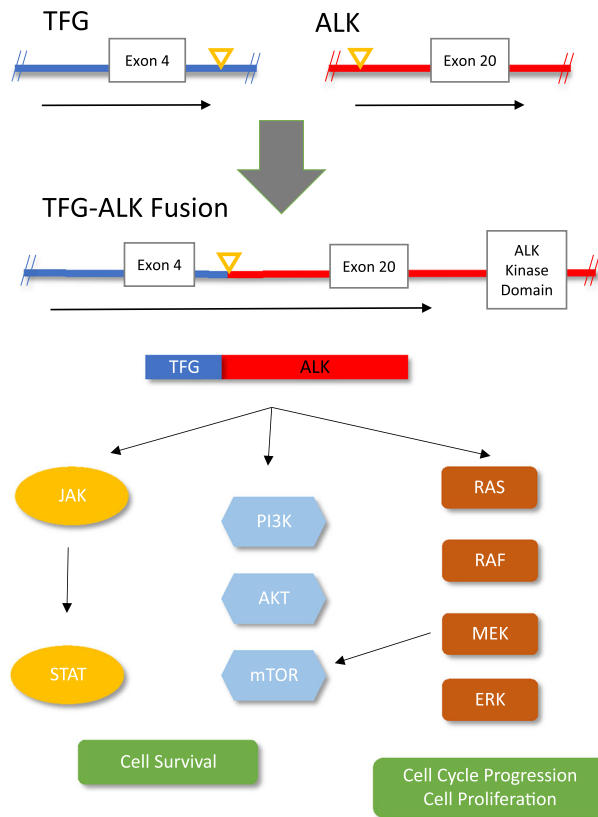 TFG
ALK
Exon 4
Exon 20
TFG-ALK Fusion
Exon 4
Exon 20
ALK
Kinase
Domain
TFG
ALK
JAK
PI3K
RAS
AKT
RAF
STAT
mTOR
MEK
ERK
Cell Survival
Cell Cycle Progression
Cell Proliferation